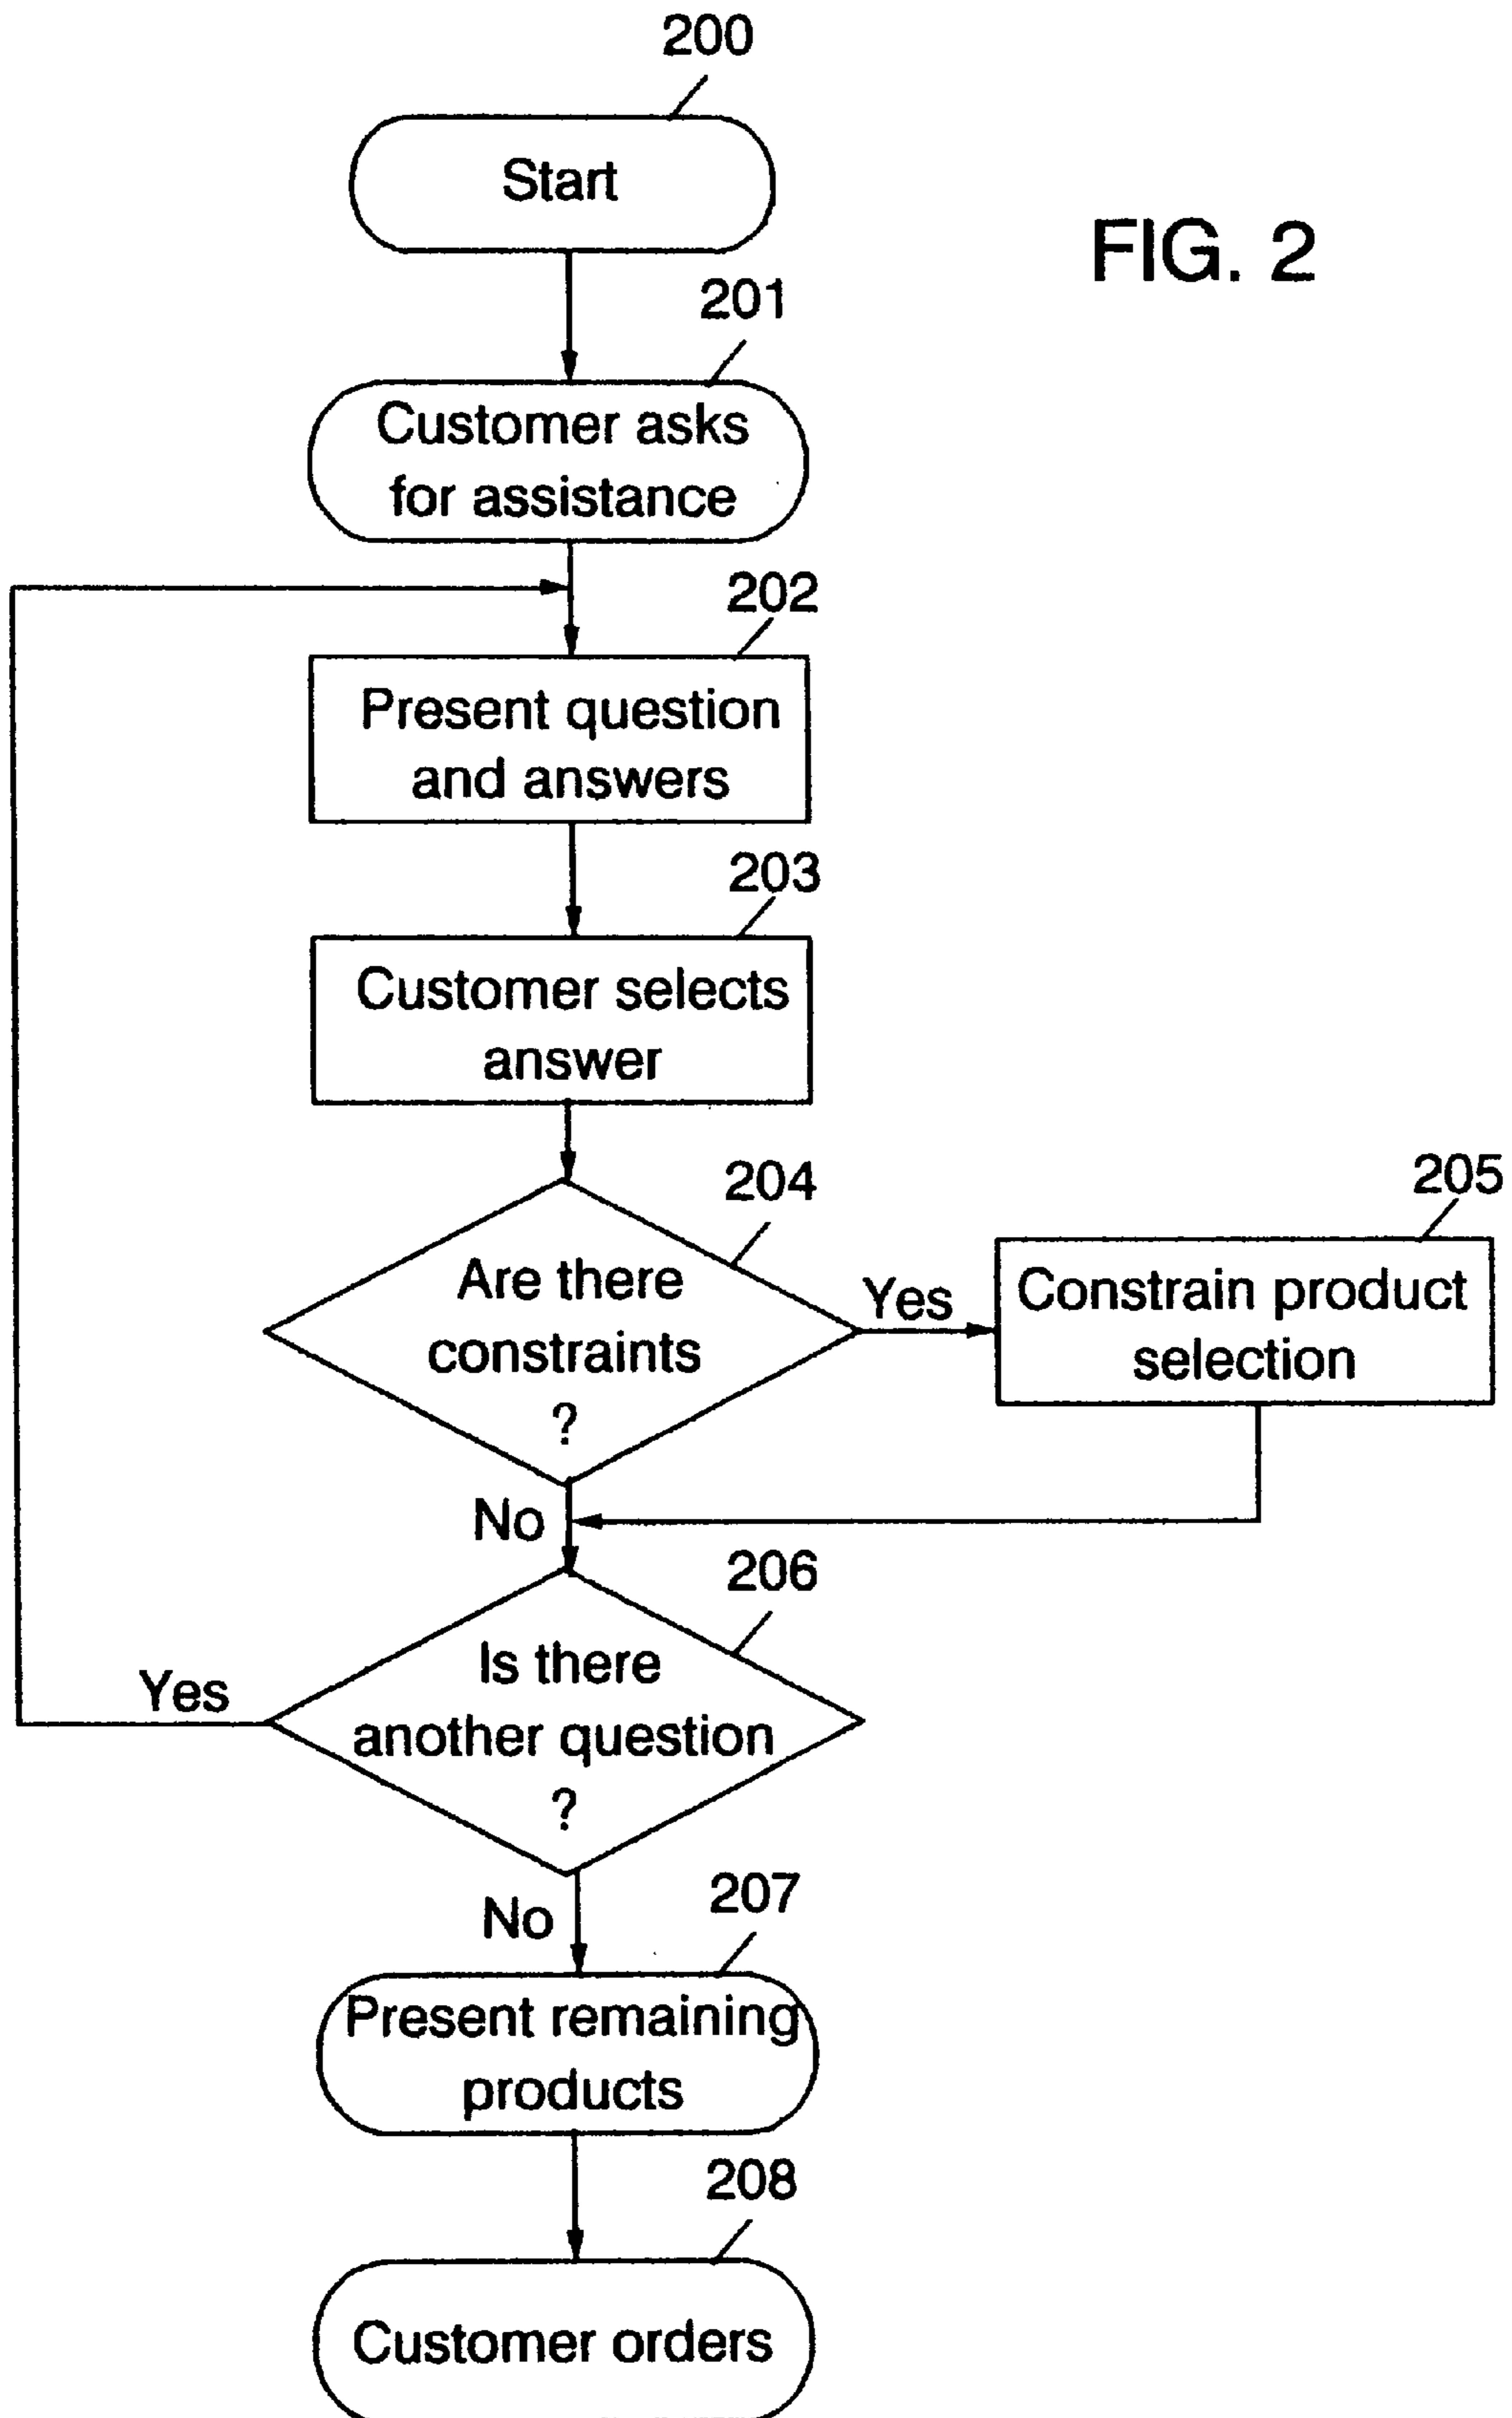 200
Start
FIG. 2
201
Customer asks
for assistance
202
Present question
and answers
203
Customer selects
answer
204
Are there
constraints
?
Yes
205
Constrain product
selection
No
206
Is there
another question
?
Yes
No
207
Present remaining
products
208
Customer orders